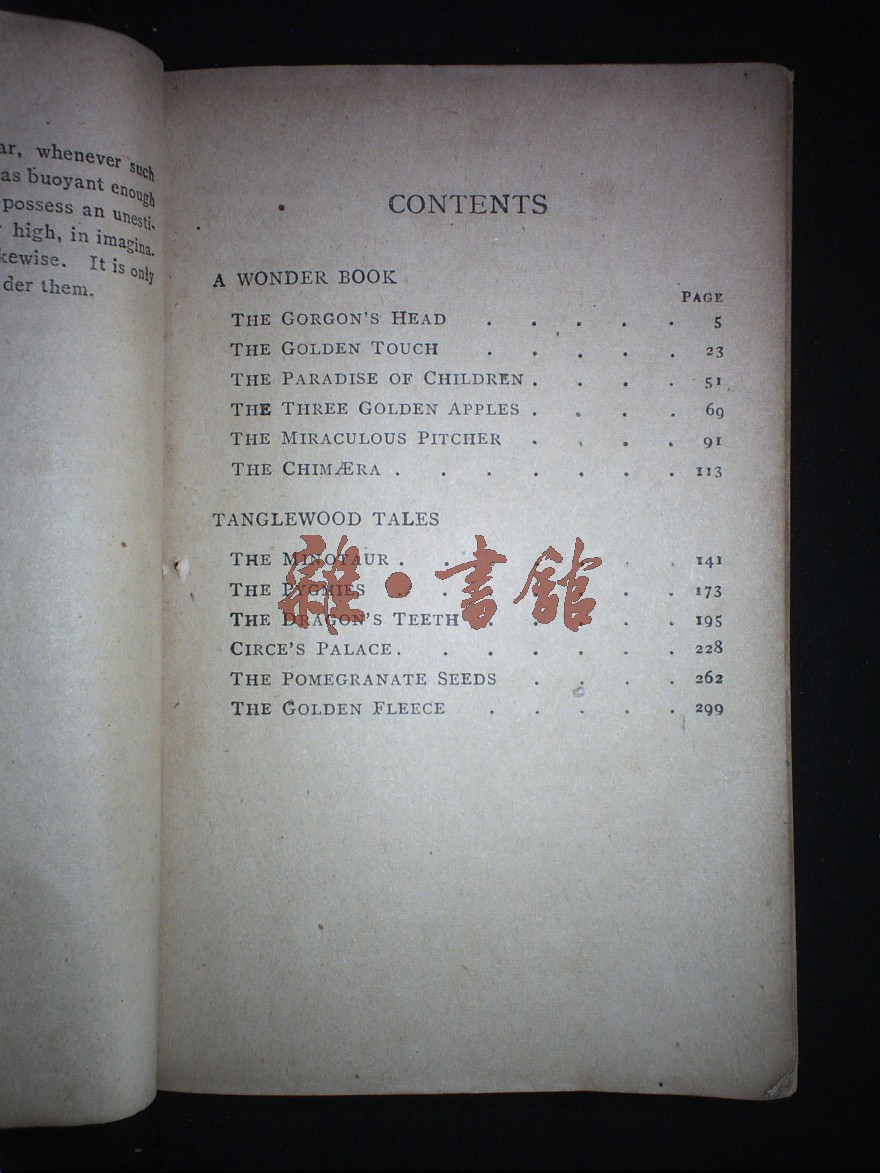 ar, whenever such
as buoyant enough
possess an unesti-
high, in imagina-
kewise. It is only
der them.
CONTENTS
A WONDER BOOK
PAGE
THE GORGON'S HEAD . . . . . 5
THE GOLDEN TOUCH . . . . . 23
THE PARADISE OF CHILDREN . . . . 51
THE THREE GOLDEN APPLES . . . . 69
THE MIRACULOUS PITCHER . . . . 91
THE CHIMÆRA . . . . . . . 113
TANGLEWOOD TALES
THE MINOTAUR . . . . . . . 141
THE PYGMIES . . . . . . . 173
THE DRAGON'S TEETH . . . . . 195
CIRCE'S PALACE . . . . . . . 228
THE POMEGRANATE SEEDS . . . . 262
THE GOLDEN FLEECE . . . . . 299
雜·書館